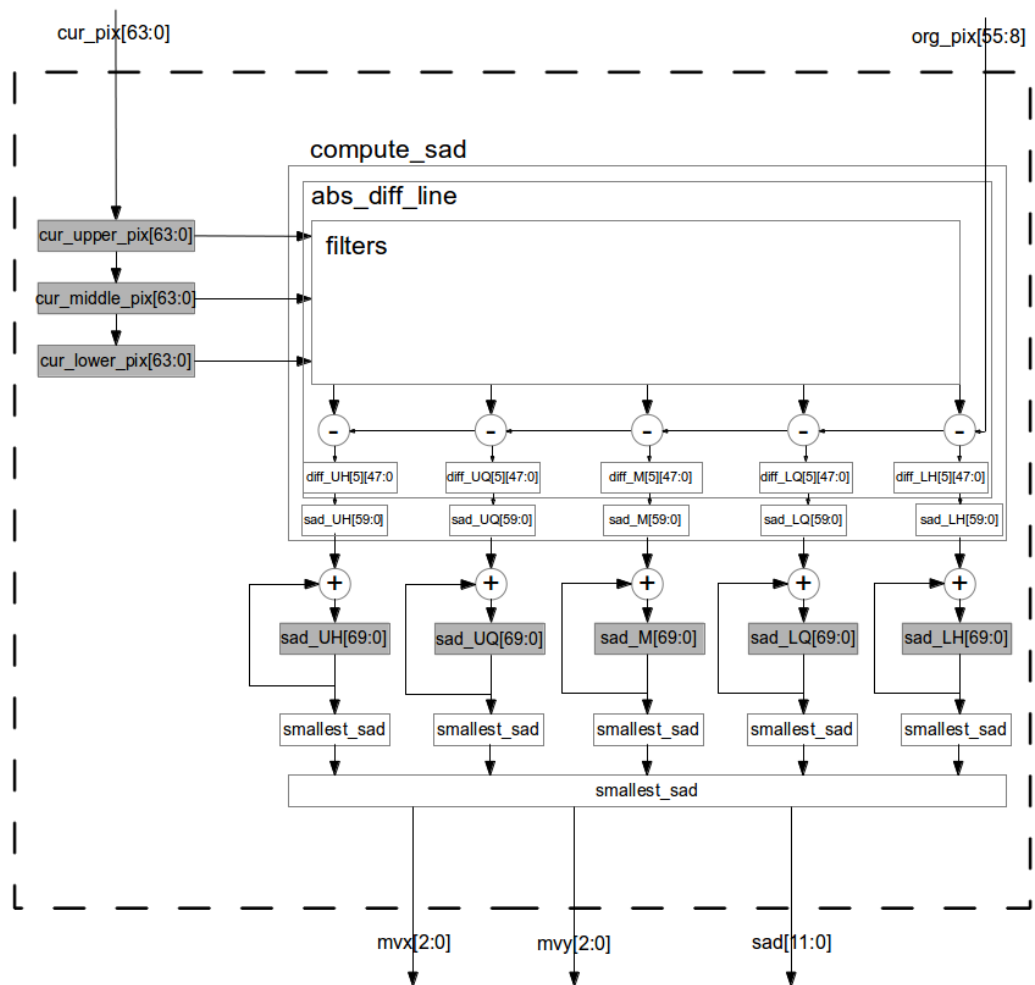 cur_pix[63:0]
org_pix[55:8]
compute_sad
abs_diff_line
filters
cur_upper_pix[63:0]
cur_middle_pix[63:0]
cur_lower_pix[63:0]
- - - - -
diff_UH[5][47:0 diff_UQ[5][47:0] diff_M[5][47:0] diff_LQ[5][47:0] diff_LH[5][47:0]
sad_UH[59:0] sad_UQ[59:0] sad_M[59:0] sad_LQ[59:0] sad_LH[59:0]
+ + + + +
sad_UH[69:0] sad_UQ[69:0] sad_M[69:0] sad_LQ[69:0] sad_LH[69:0]
smallest_sad smallest_sad smallest_sad smallest_sad smallest_sad
smallest_sad
mvx[2:0] mvy[2:0] sad[11:0]